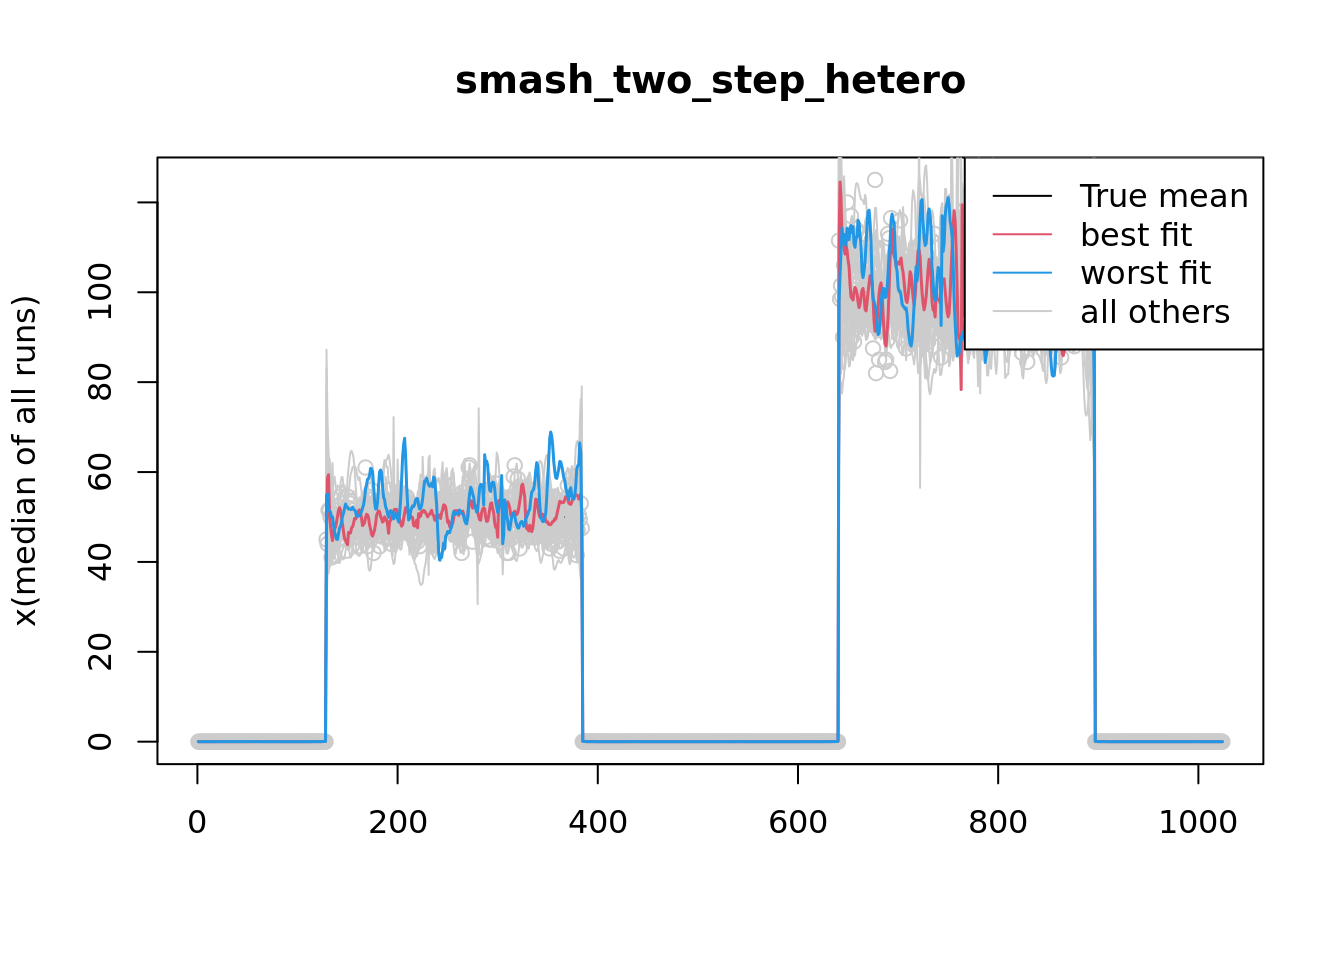 smash_two_step_hetero
x(median of all runs)
100
80
60
40
20
0
True mean
best fit
worst fit
all others
0 200 400 600 800 1000